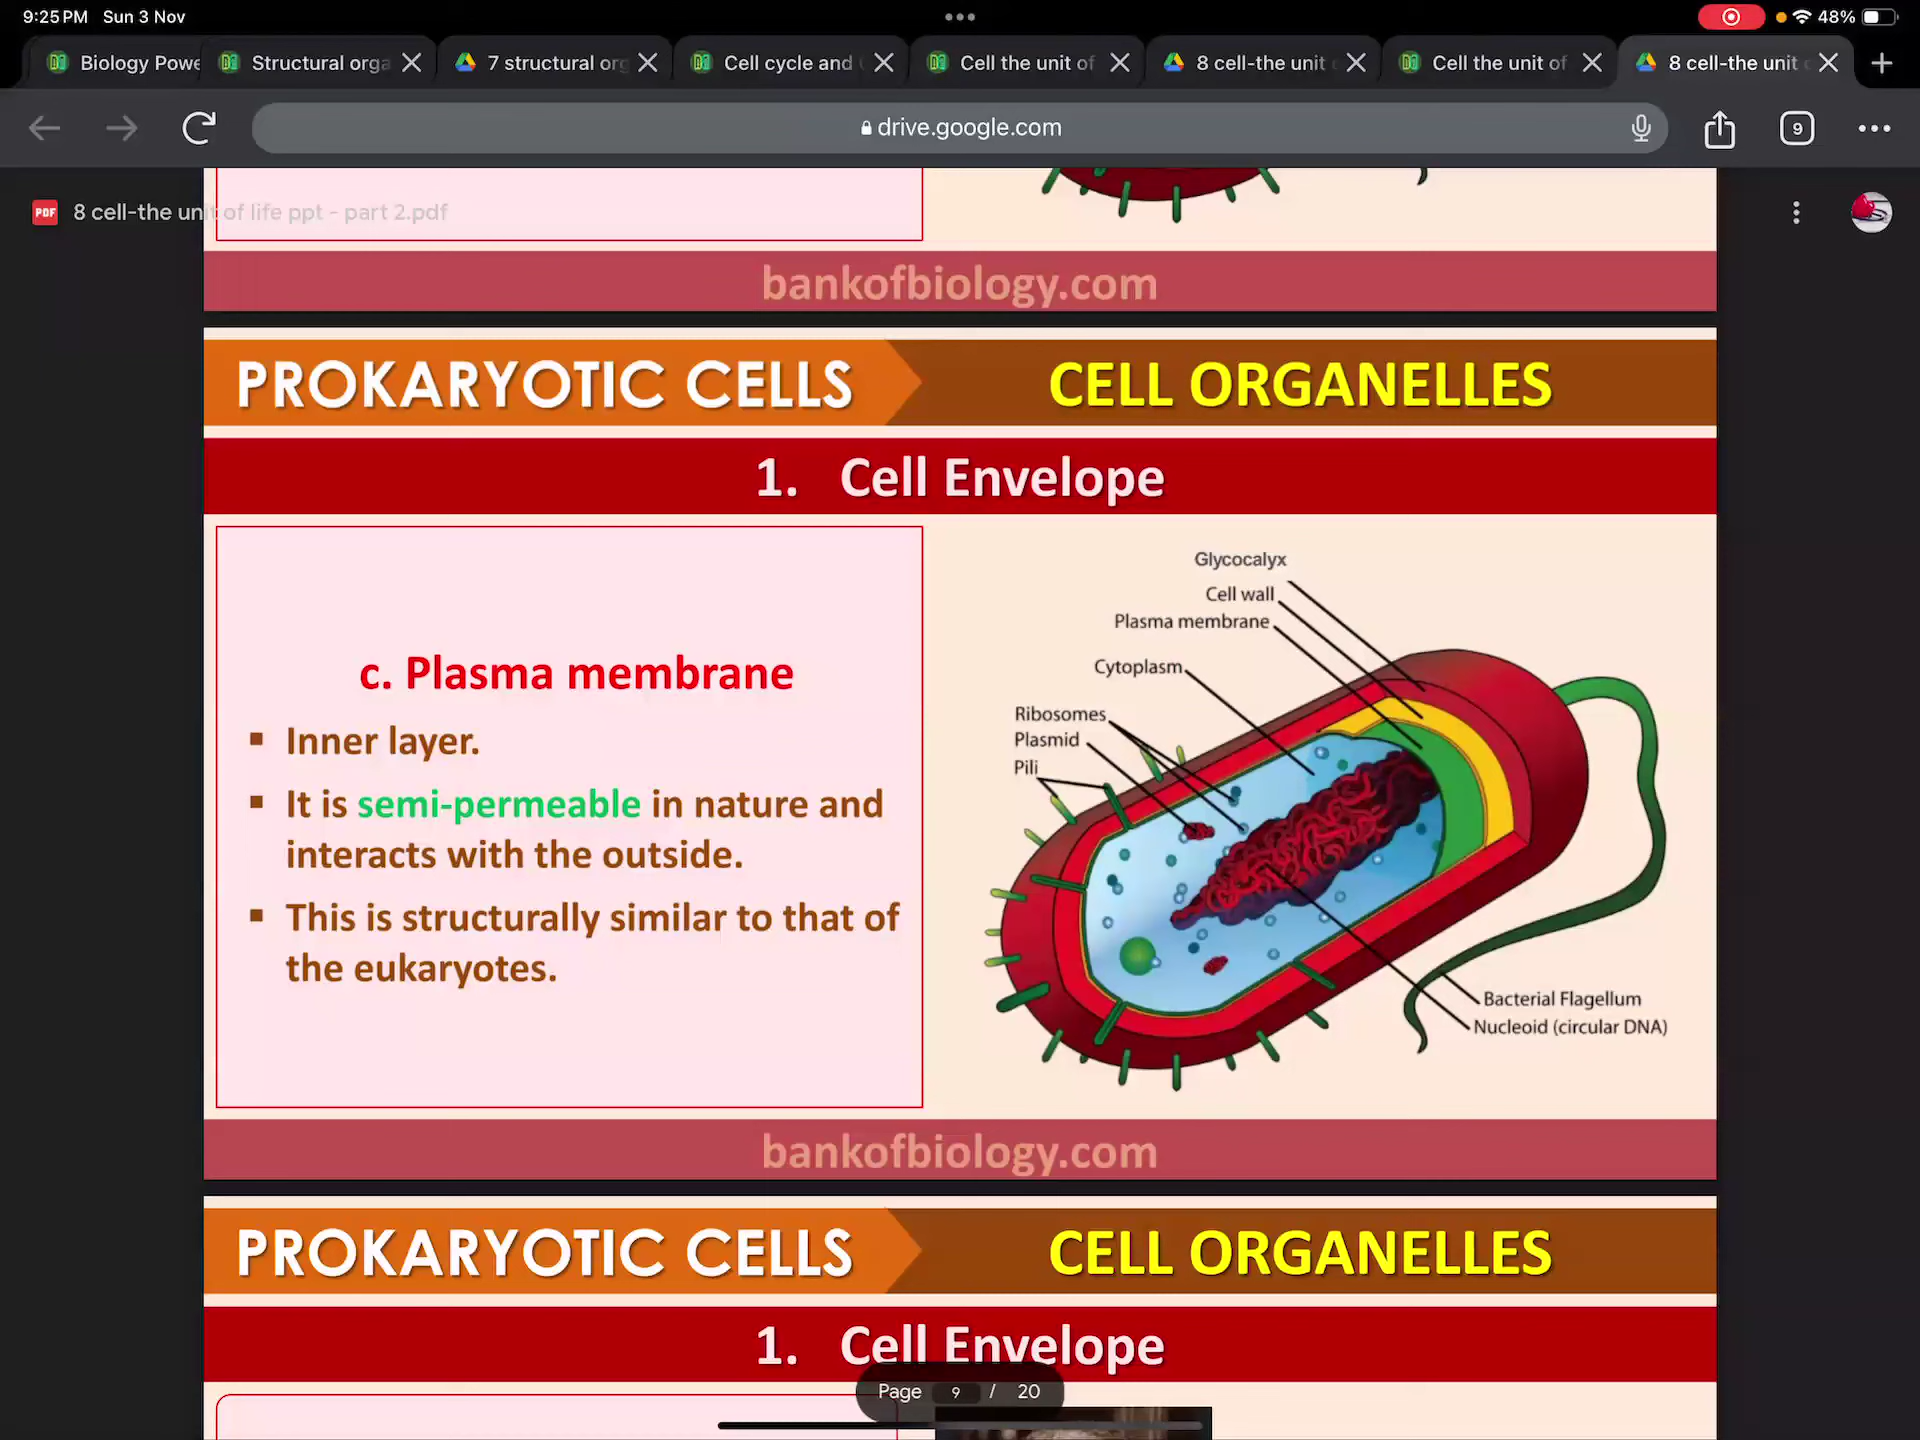 9:25 PM Sun 3 Nov
48%
Biology Powe
Structural orga
7 structural org
Cell cycle and
Cell the unit of
8 cell-the unit
Cell the unit of
8 cell-the unit
drive.google.com
9
PDF 8 cell-the unit of life ppt - part 2.pdf
bankofbiology.com
PROKARYOTIC CELLS
CELL ORGANELLES
1. Cell Envelope
c. Plasma membrane
▪ Inner layer.
▪ It is semi-permeable in nature and
interacts with the outside.
▪ This is structurally similar to that of
the eukaryotes.
Glycocalyx
Cell wall
Plasma membrane
Cytoplasm
Ribosomes
Plasmid
Pili
Bacterial Flagellum
Nucleoid (circular DNA)
bankofbiology.com
PROKARYOTIC CELLS
CELL ORGANELLES
1. Cell Envelope
Page 9 / 20